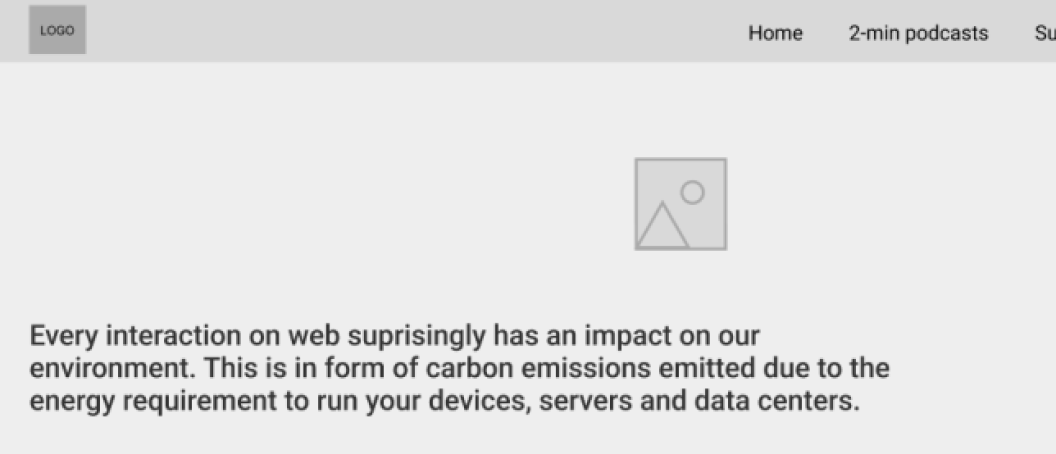 LOGO
Home 2-min podcasts Su
Every interaction on web suprisingly has an impact on our
environment. This is in form of carbon emissions emitted due to the
energy requirement to run your devices, servers and data centers.